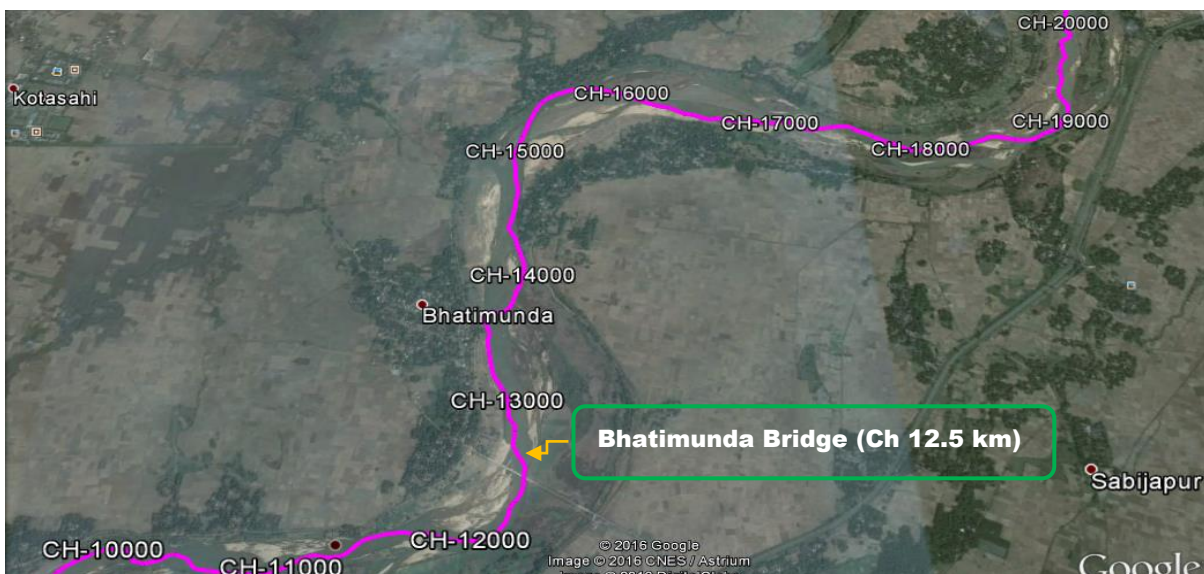 CH-20000
Kotasahi
CH-16000
CH-17000
CH-19000
CH-15000
CH-18000
CH-14000
Bhatimunda
CH-13000
Bhatimunda Bridge (Ch 12.5 km)
Sabijapur
CH-12000
CH-10000
CH-11000
© 2016 Google
Image © 2016 CNES / Astrium
Google